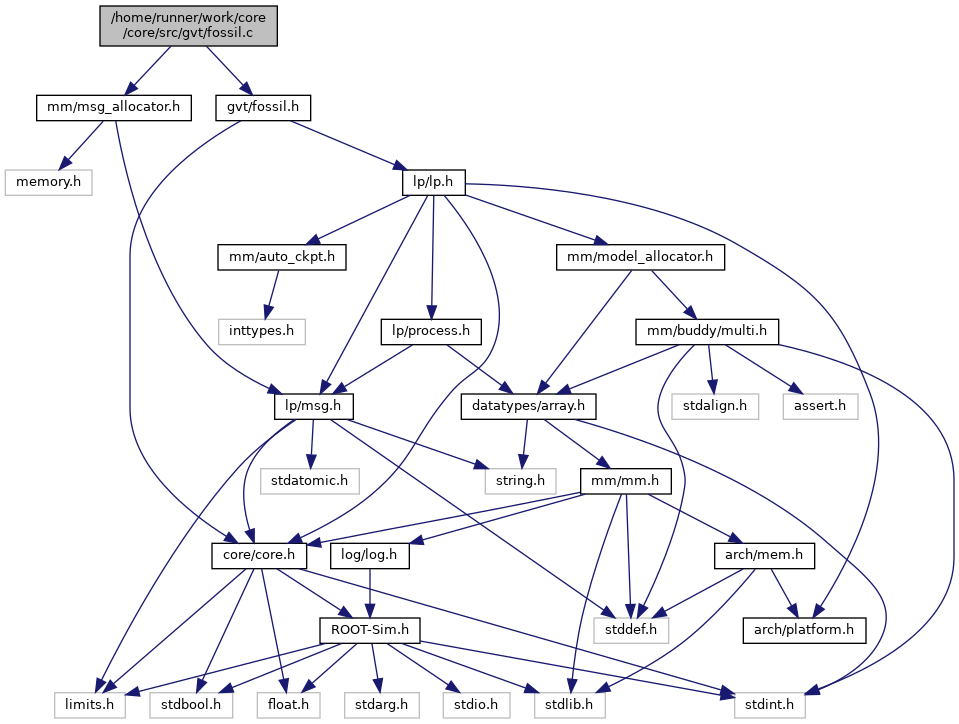 /home/runner/work/core
/core/src/gvt/fossil.c
mm/msg_allocator.h
gvt/fossil.h
memory.h
lp/lp.h
mm/auto_ckpt.h
mm/model_allocator.h
inttypes.h
lp/process.h
mm/buddy/multi.h
lp/msg.h
datatypes/array.h
stdalign.h
assert.h
stdatomic.h
string.h
mm/mm.h
core/core.h
log/log.h
arch/mem.h
ROOT-Sim.h
stddef.h
arch/platform.h
limits.h
stdbool.h
float.h
stdarg.h
stdio.h
stdlib.h
stdint.h